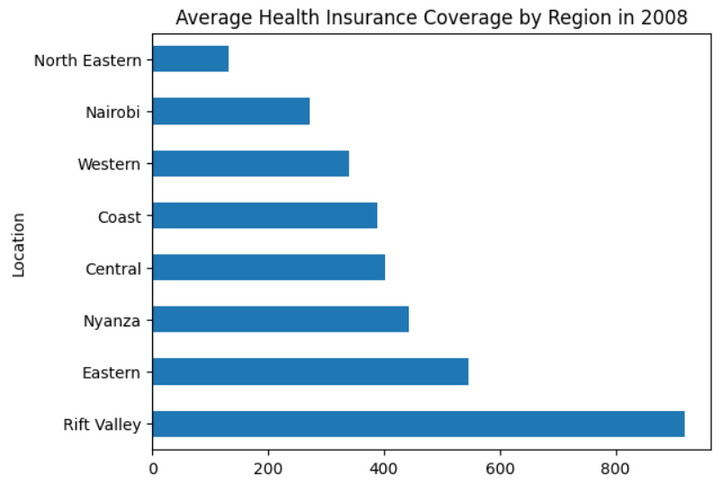 Average Health Insurance Coverage by Region in 2008
North Eastern
Nairobi
Western
Coast
Central
Nyanza
Eastern
Rift Valley
Location
0 200 400 600 800